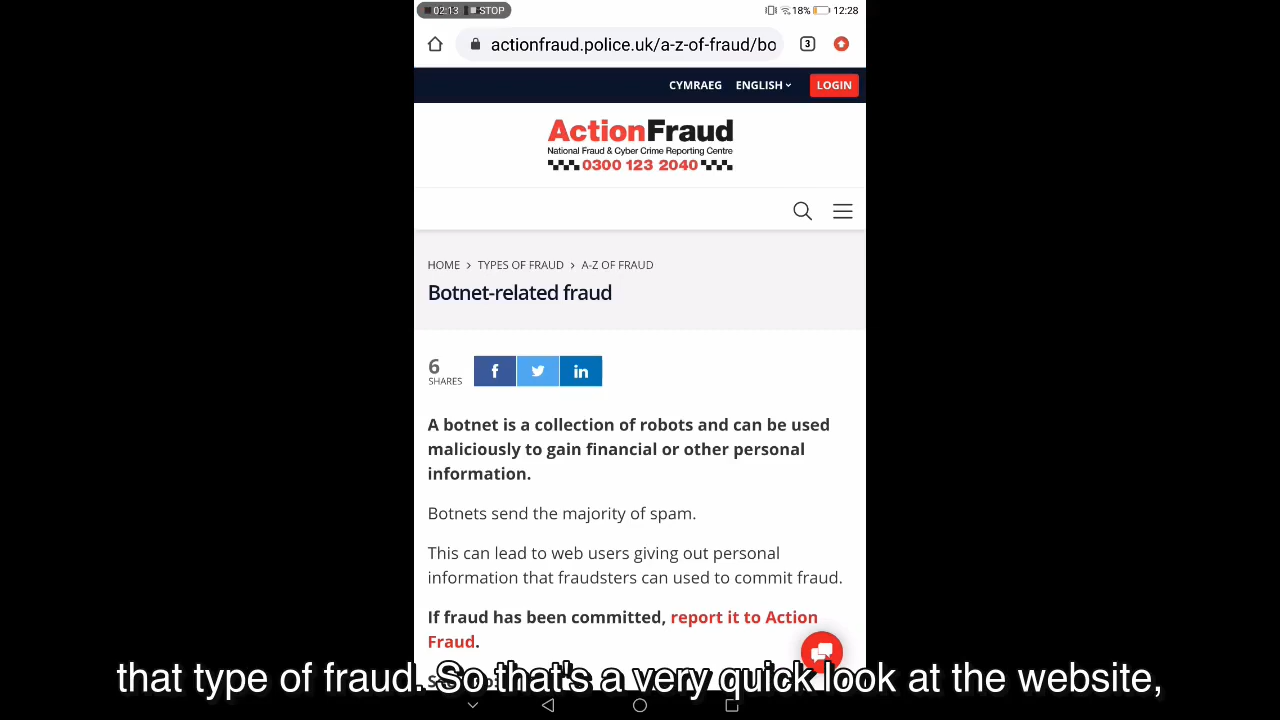 02:13 STOP
18% 12:28
actionfraud.police.uk/a-z-of-fraud/bo
3
CYMRAEG ENGLISH LOGIN
ActionFraud
National Fraud & Cyber Crime Reporting Centre
0300 123 2040
HOME > TYPES OF FRAUD > A-Z OF FRAUD
Botnet-related fraud
6
SHARES
f in
A botnet is a collection of robots and can be used
maliciously to gain financial or other personal
information.
Botnets send the majority of spam.
This can lead to web users giving out personal
information that fraudsters can used to commit fraud.
If fraud has been committed, report it to Action
Fraud.
that type of fraud. So that's a very quick look at the website,